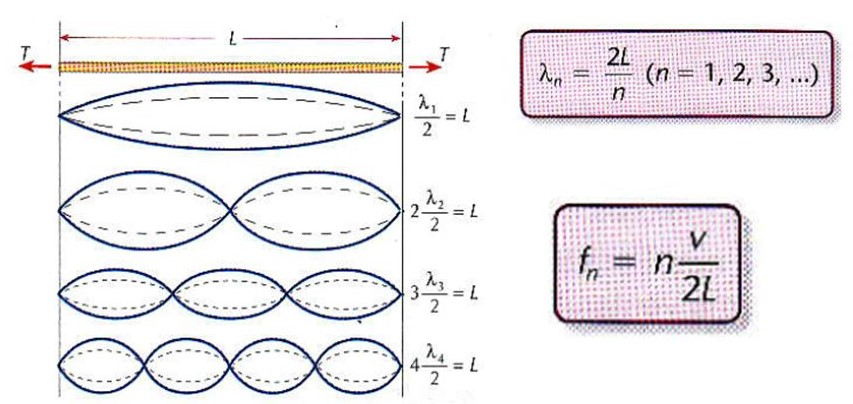 L
T T
λ₁/2 = L
2 λ₂/2 = L
3 λ₃/2 = L
4 λ₄/2 = L
λₙ = 2L/n (n = 1, 2, 3, ...)
fₙ = n v/2L